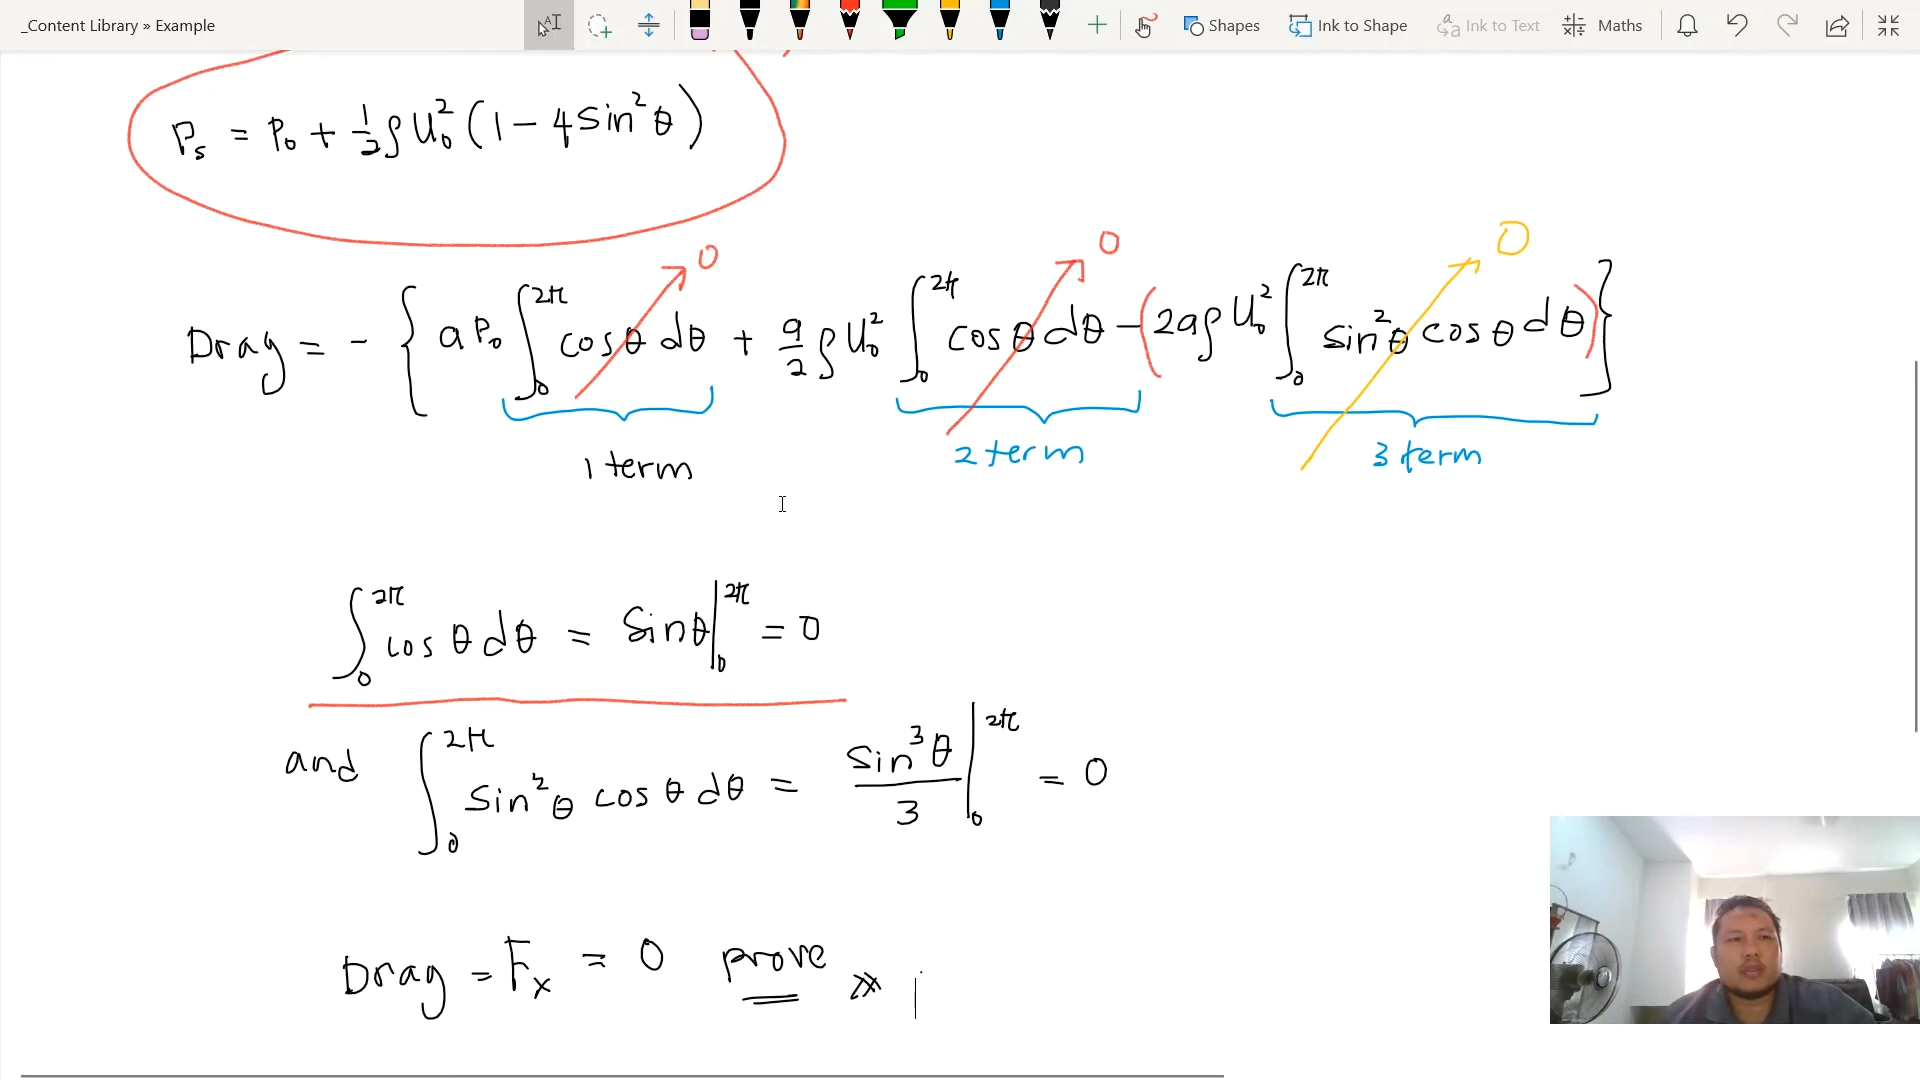 _Content Library » Example
Shapes
Ink to Shape
Ink to Text
Maths
Pₛ = P₀ + ½ρU₀²(1 − 4Sin²θ)
0 0 0
Drag = − { aP₀ ∫₀^2π cosθ dθ + a/2 ρU₀² ∫₀^2π cosθ dθ − (2aρU₀² ∫₀^2π sin²θ cosθ dθ) }
1 term 2 term 3 term
∫₀^2π cosθ dθ = Sinθ|₀^2π = 0
and ∫₀^2π Sin²θ cosθ dθ = sin³θ/3 |₀^2π = 0
Drag = Fₓ = 0 prove